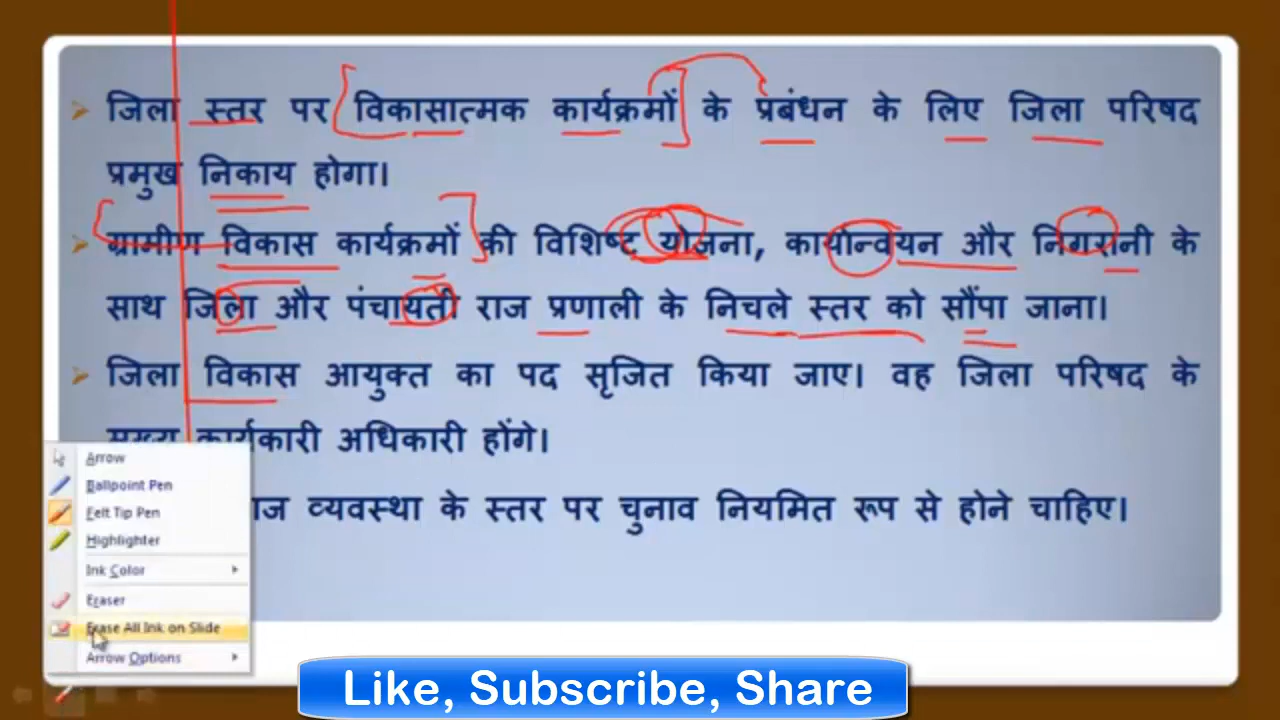 जिला स्तर पर विकासात्मक कार्यक्रमों के प्रबंधन के लिए जिला परिषद
प्रमुख निकाय होगा।
ग्रामीण विकास कार्यक्रमों की विशिष्ट योजना, कार्यान्वयन और निगरानी के
साथ जिला और पंचायती राज प्रणाली के निचले स्तर को सौंपा जाना।
जिला विकास आयुक्त का पद सृजित किया जाए। वह जिला परिषद के
मुख्य कार्यकारी अधिकारी होंगे।
व्यवस्था के स्तर पर चुनाव नियमित रूप से होने चाहिए।
Arrow
Ballpoint Pen
Felt Tip Pen
Highlighter
Ink Color
Eraser
Erase All Ink on Slide
Arrow Options
Like, Subscribe, Share